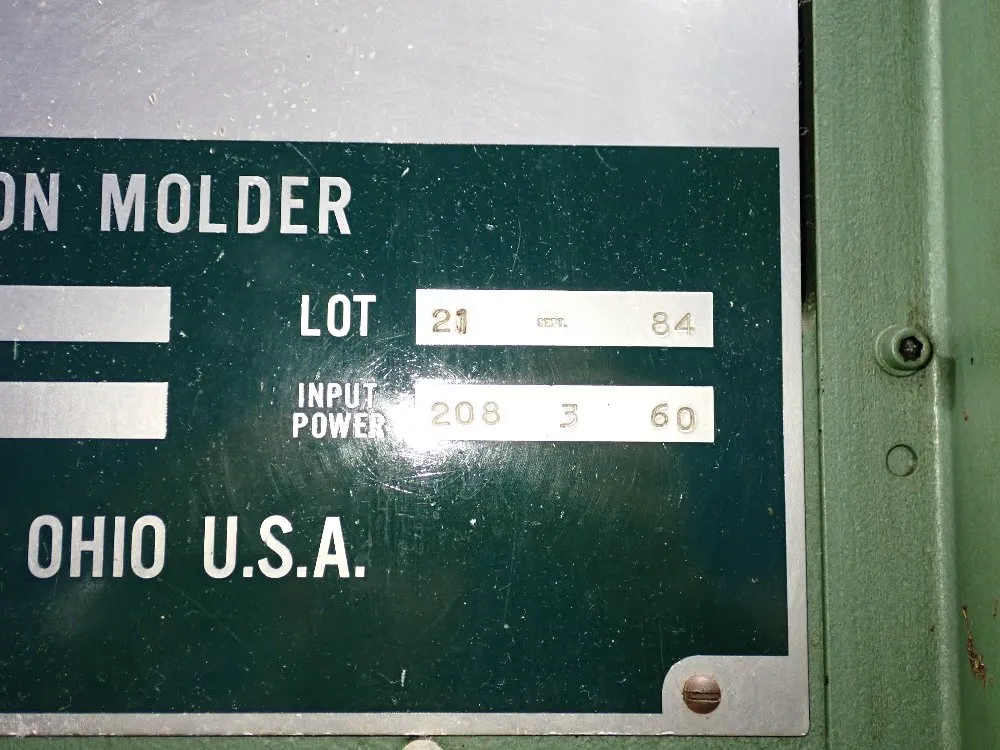 ON MOLDER
LOT 21 SEPT. 84
INPUT POWER 208 3 60
OHIO U.S.A.